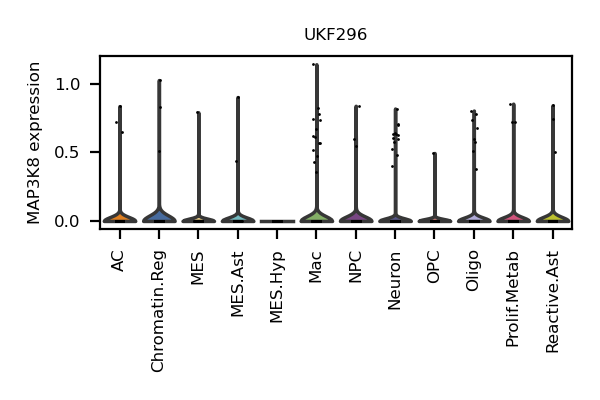 UKF296
MAP3K8 expression
1.0
0.5
0.0
AC
Chromatin.Reg
MES
MES.Ast
MES.Hyp
Mac
NPC
Neuron
OPC
Oligo
Prolif.Metab
Reactive.Ast